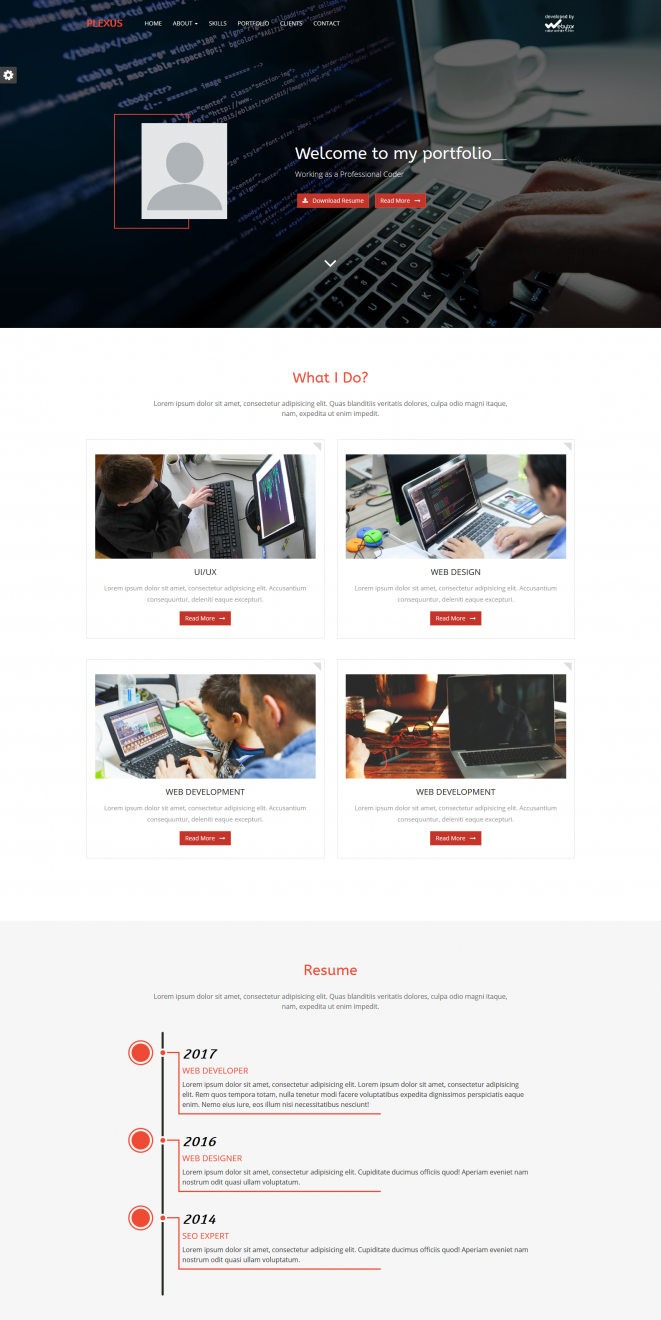 PLEXUS
HOME ABOUT SKILLS PORTFOLIO CLIENTS CONTACT
developed by
Welcome to my portfolio__
Working as a Professional Coder
Download Resume Read More
What I Do?
Lorem ipsum dolor sit amet, consectetur adipisicing elit. Quas blanditiis veritatis dolores, culpa odio magni itaque,
nam, expedita ut enim impedit.
UI/UX
Lorem ipsum dolor sit amet, consectetur adipisicing elit. Accusantium
consequuntur, deleniti eaque excepturi.
Read More
WEB DESIGN
Lorem ipsum dolor sit amet, consectetur adipisicing elit. Accusantium
consequuntur, deleniti eaque excepturi.
Read More
WEB DEVELOPMENT
Lorem ipsum dolor sit amet, consectetur adipisicing elit. Accusantium
consequuntur, deleniti eaque excepturi.
Read More
WEB DEVELOPMENT
Lorem ipsum dolor sit amet, consectetur adipisicing elit. Accusantium
consequuntur, deleniti eaque excepturi.
Read More
Resume
Lorem ipsum dolor sit amet, consectetur adipisicing elit. Quas blanditiis veritatis dolores, culpa odio magni itaque,
nam, expedita ut enim impedit.
2017
WEB DEVELOPER
Lorem ipsum dolor sit amet, consectetur adipisicing elit. Lorem ipsum dolor sit amet, consectetur adipisicing
elit. Rem quos tempora totam, nulla tenetur modi facere voluptatibus expedita dignissimos perspiciatis eaque
enim. Nemo eius iure, eos illum nisi necessitatibus nesciunt!
2016
WEB DESIGNER
Lorem ipsum dolor sit amet, consectetur adipisicing elit. Cupiditate ducimus officiis quod! Aperiam eveniet nam
nostrum odit quasi ullam voluptatum.
2014
SEO EXPERT
Lorem ipsum dolor sit amet, consectetur adipisicing elit. Cupiditate ducimus officiis quod! Aperiam eveniet nam
nostrum odit quasi ullam voluptatum.